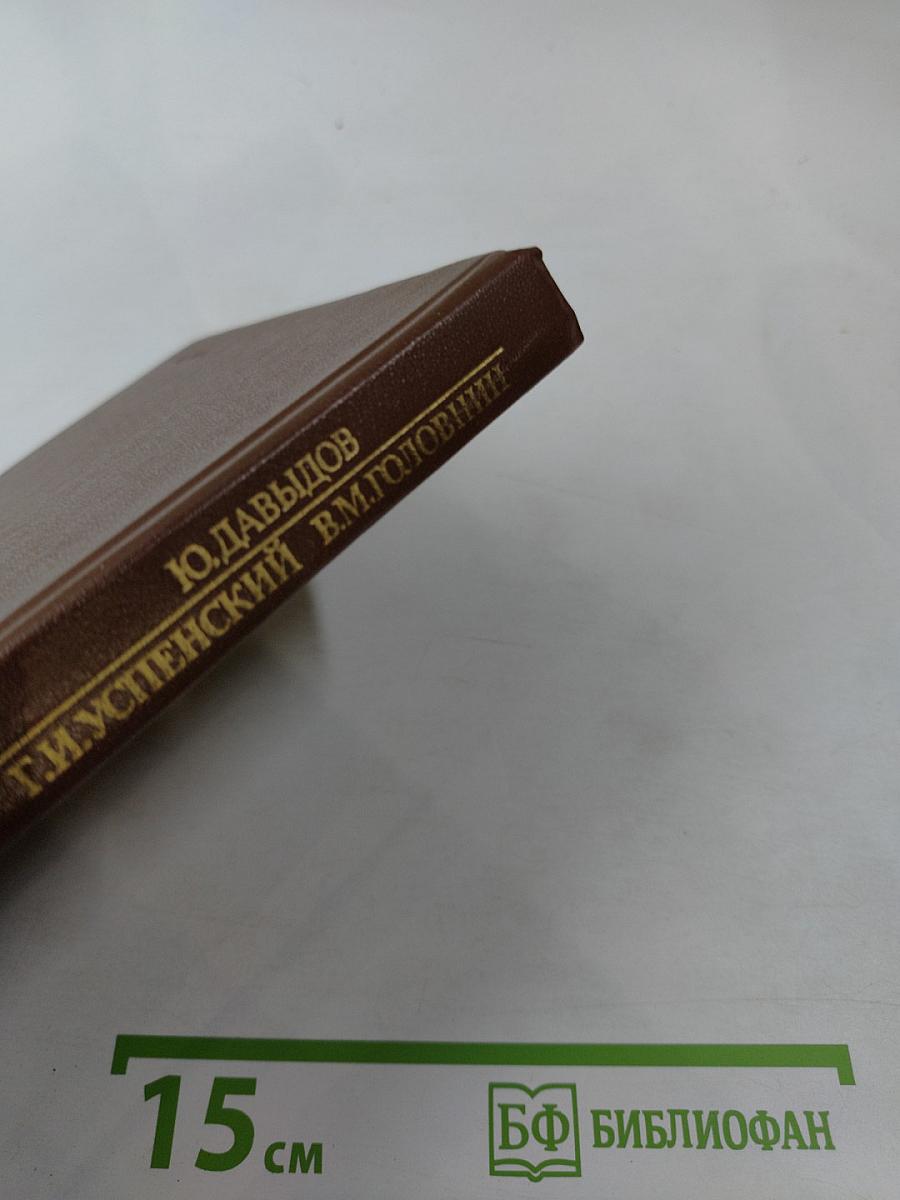 Ю.ДАВЫДОВ
Г.И.УСПЕНСКИЙ В.М.ГОЛОВНИН
15 см
БФ БИБЛИОФАН